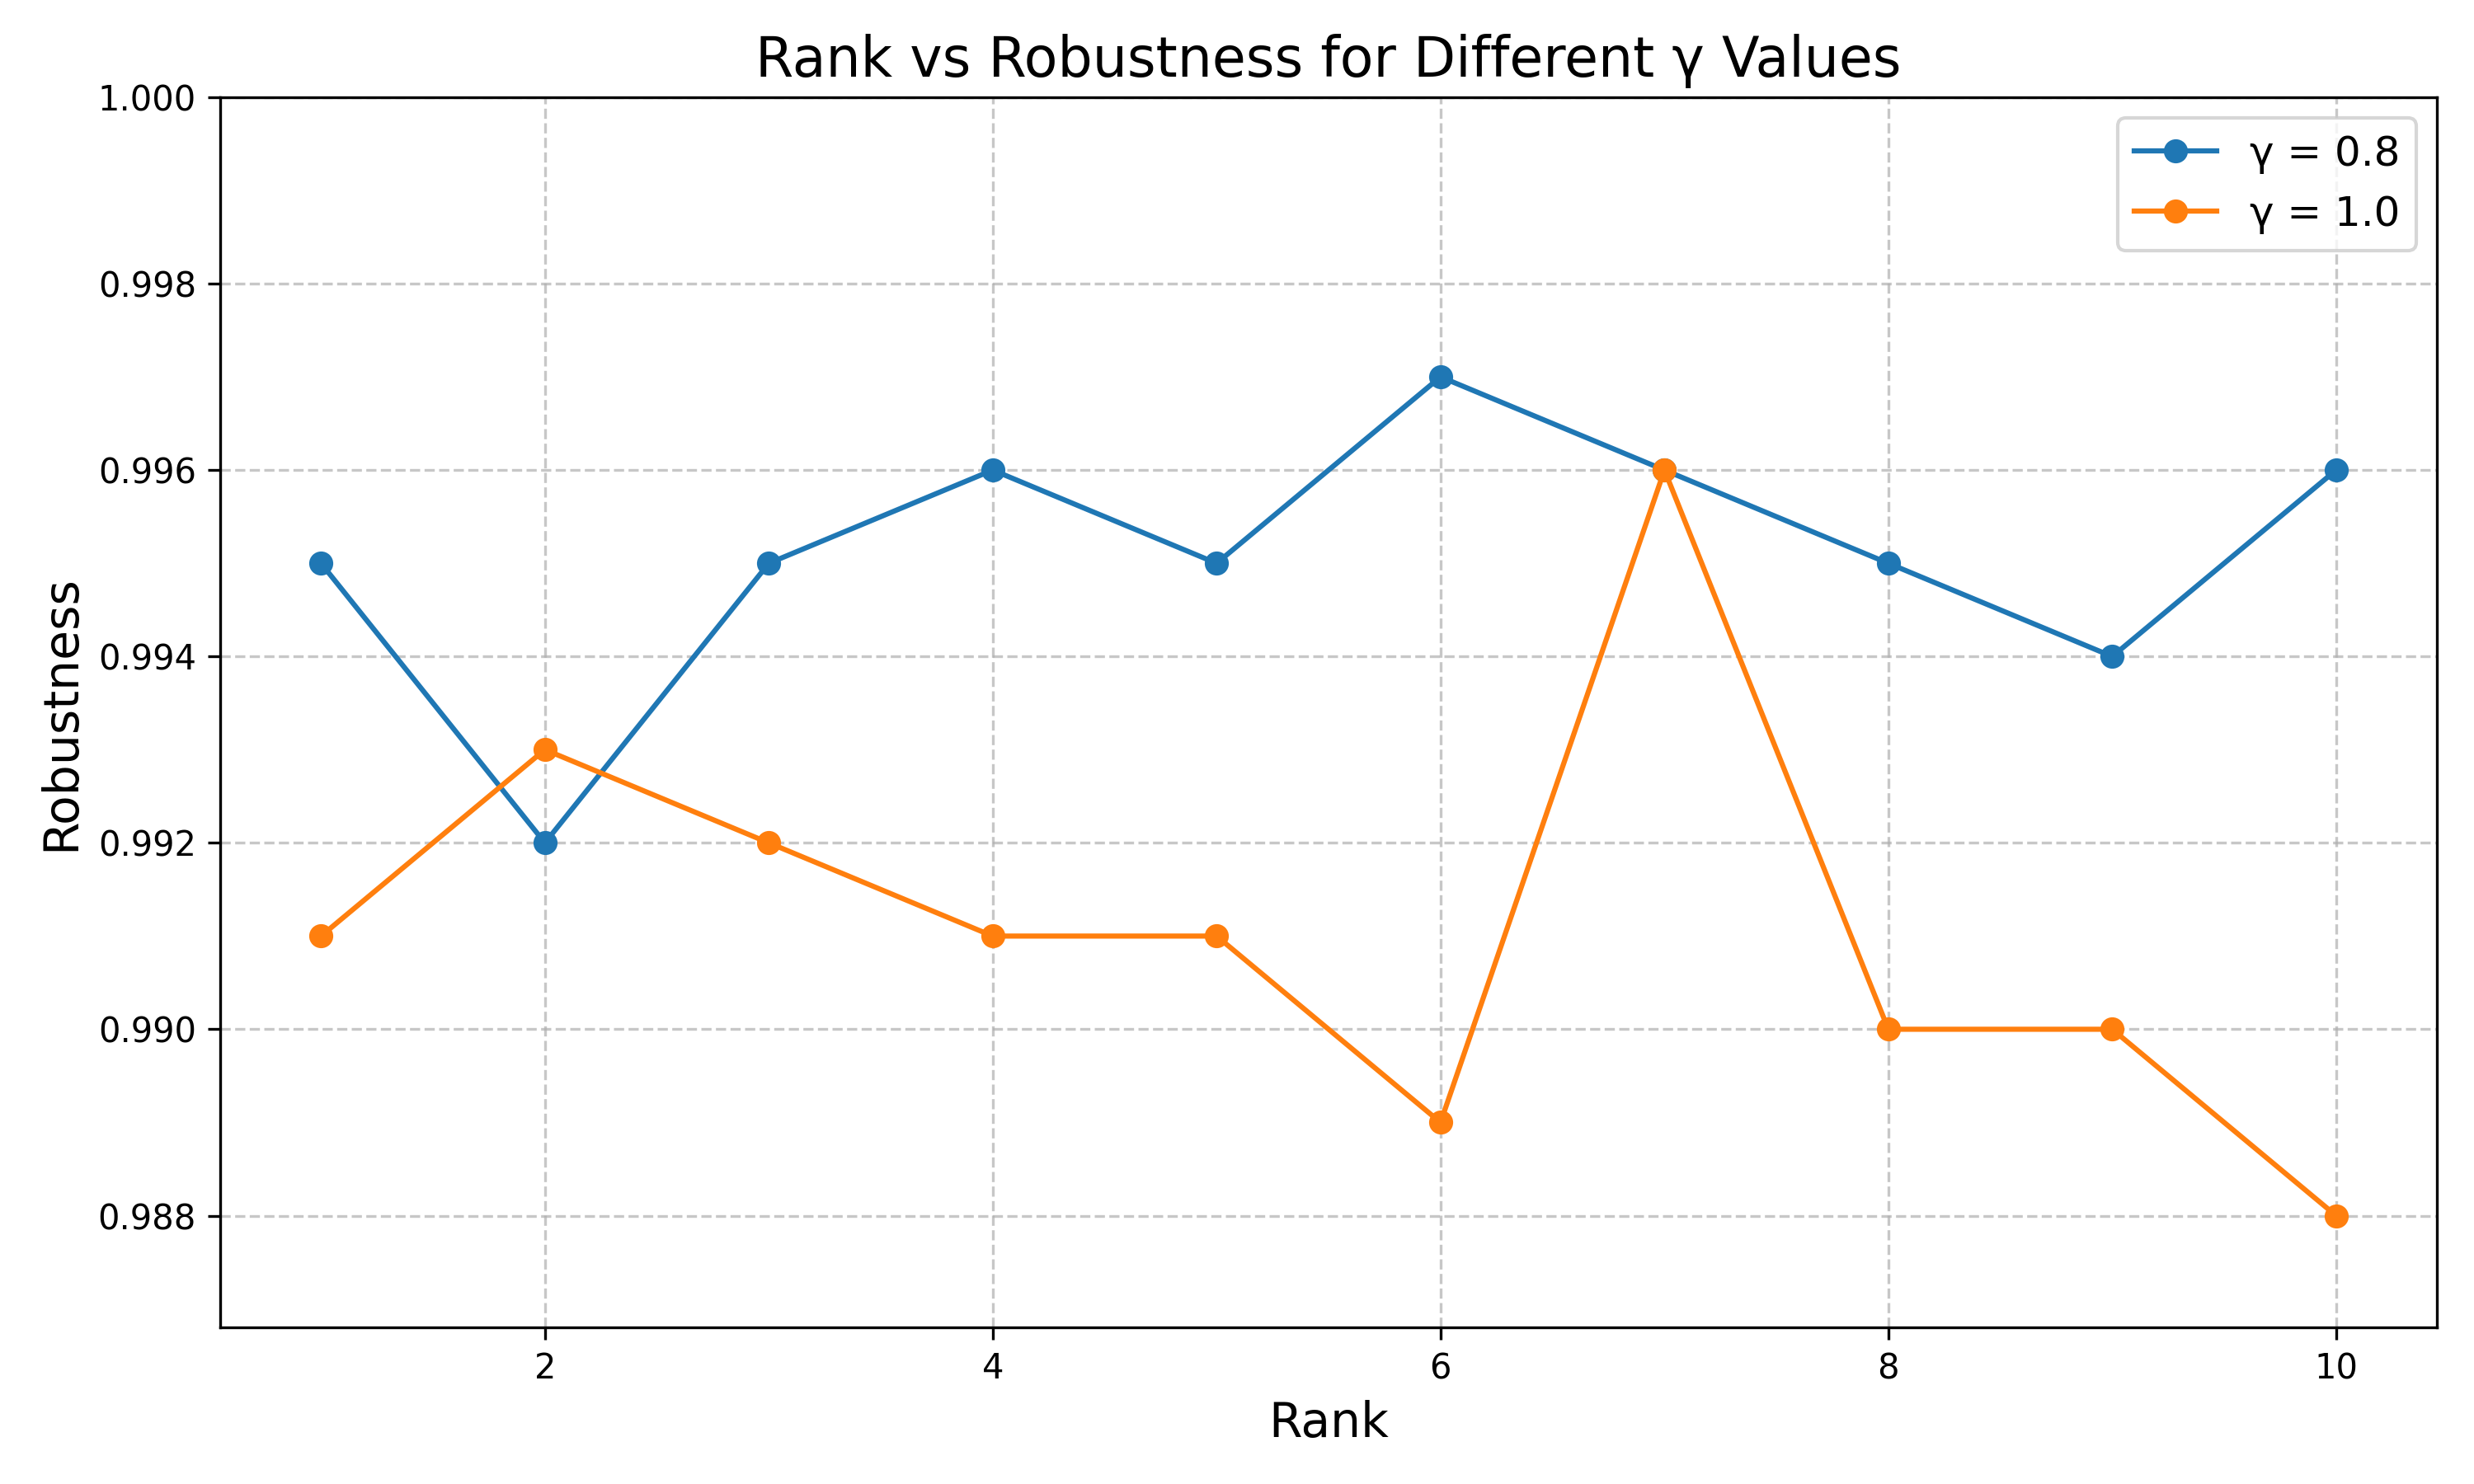 Rank vs Robustness for Different γ Values
1.000
0.998
0.996
0.994
0.992
0.990
0.988
Robustness
γ = 0.8
γ = 1.0
2 4 6 8 10
Rank